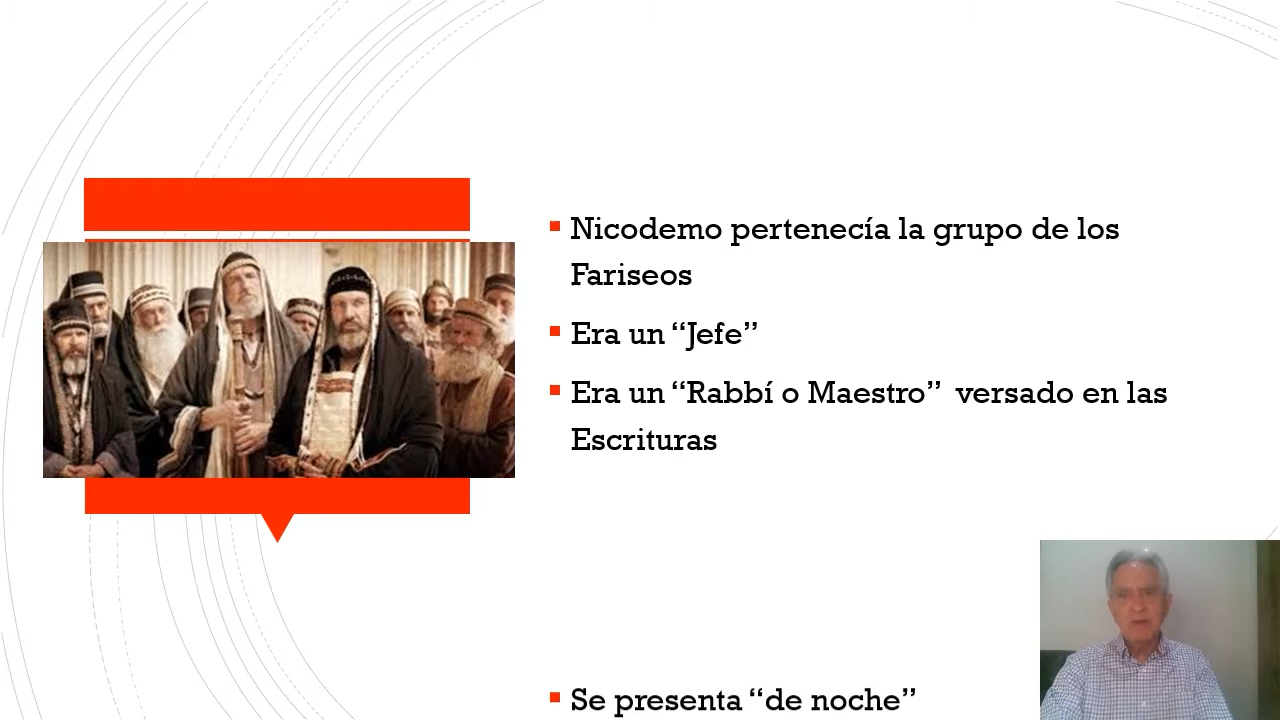 Nicodemo pertenecía la grupo de los
Fariseos
Era un “Jefe”
Era un “Rabbí o Maestro”  versado en las
Escrituras
Se presenta “de noche”